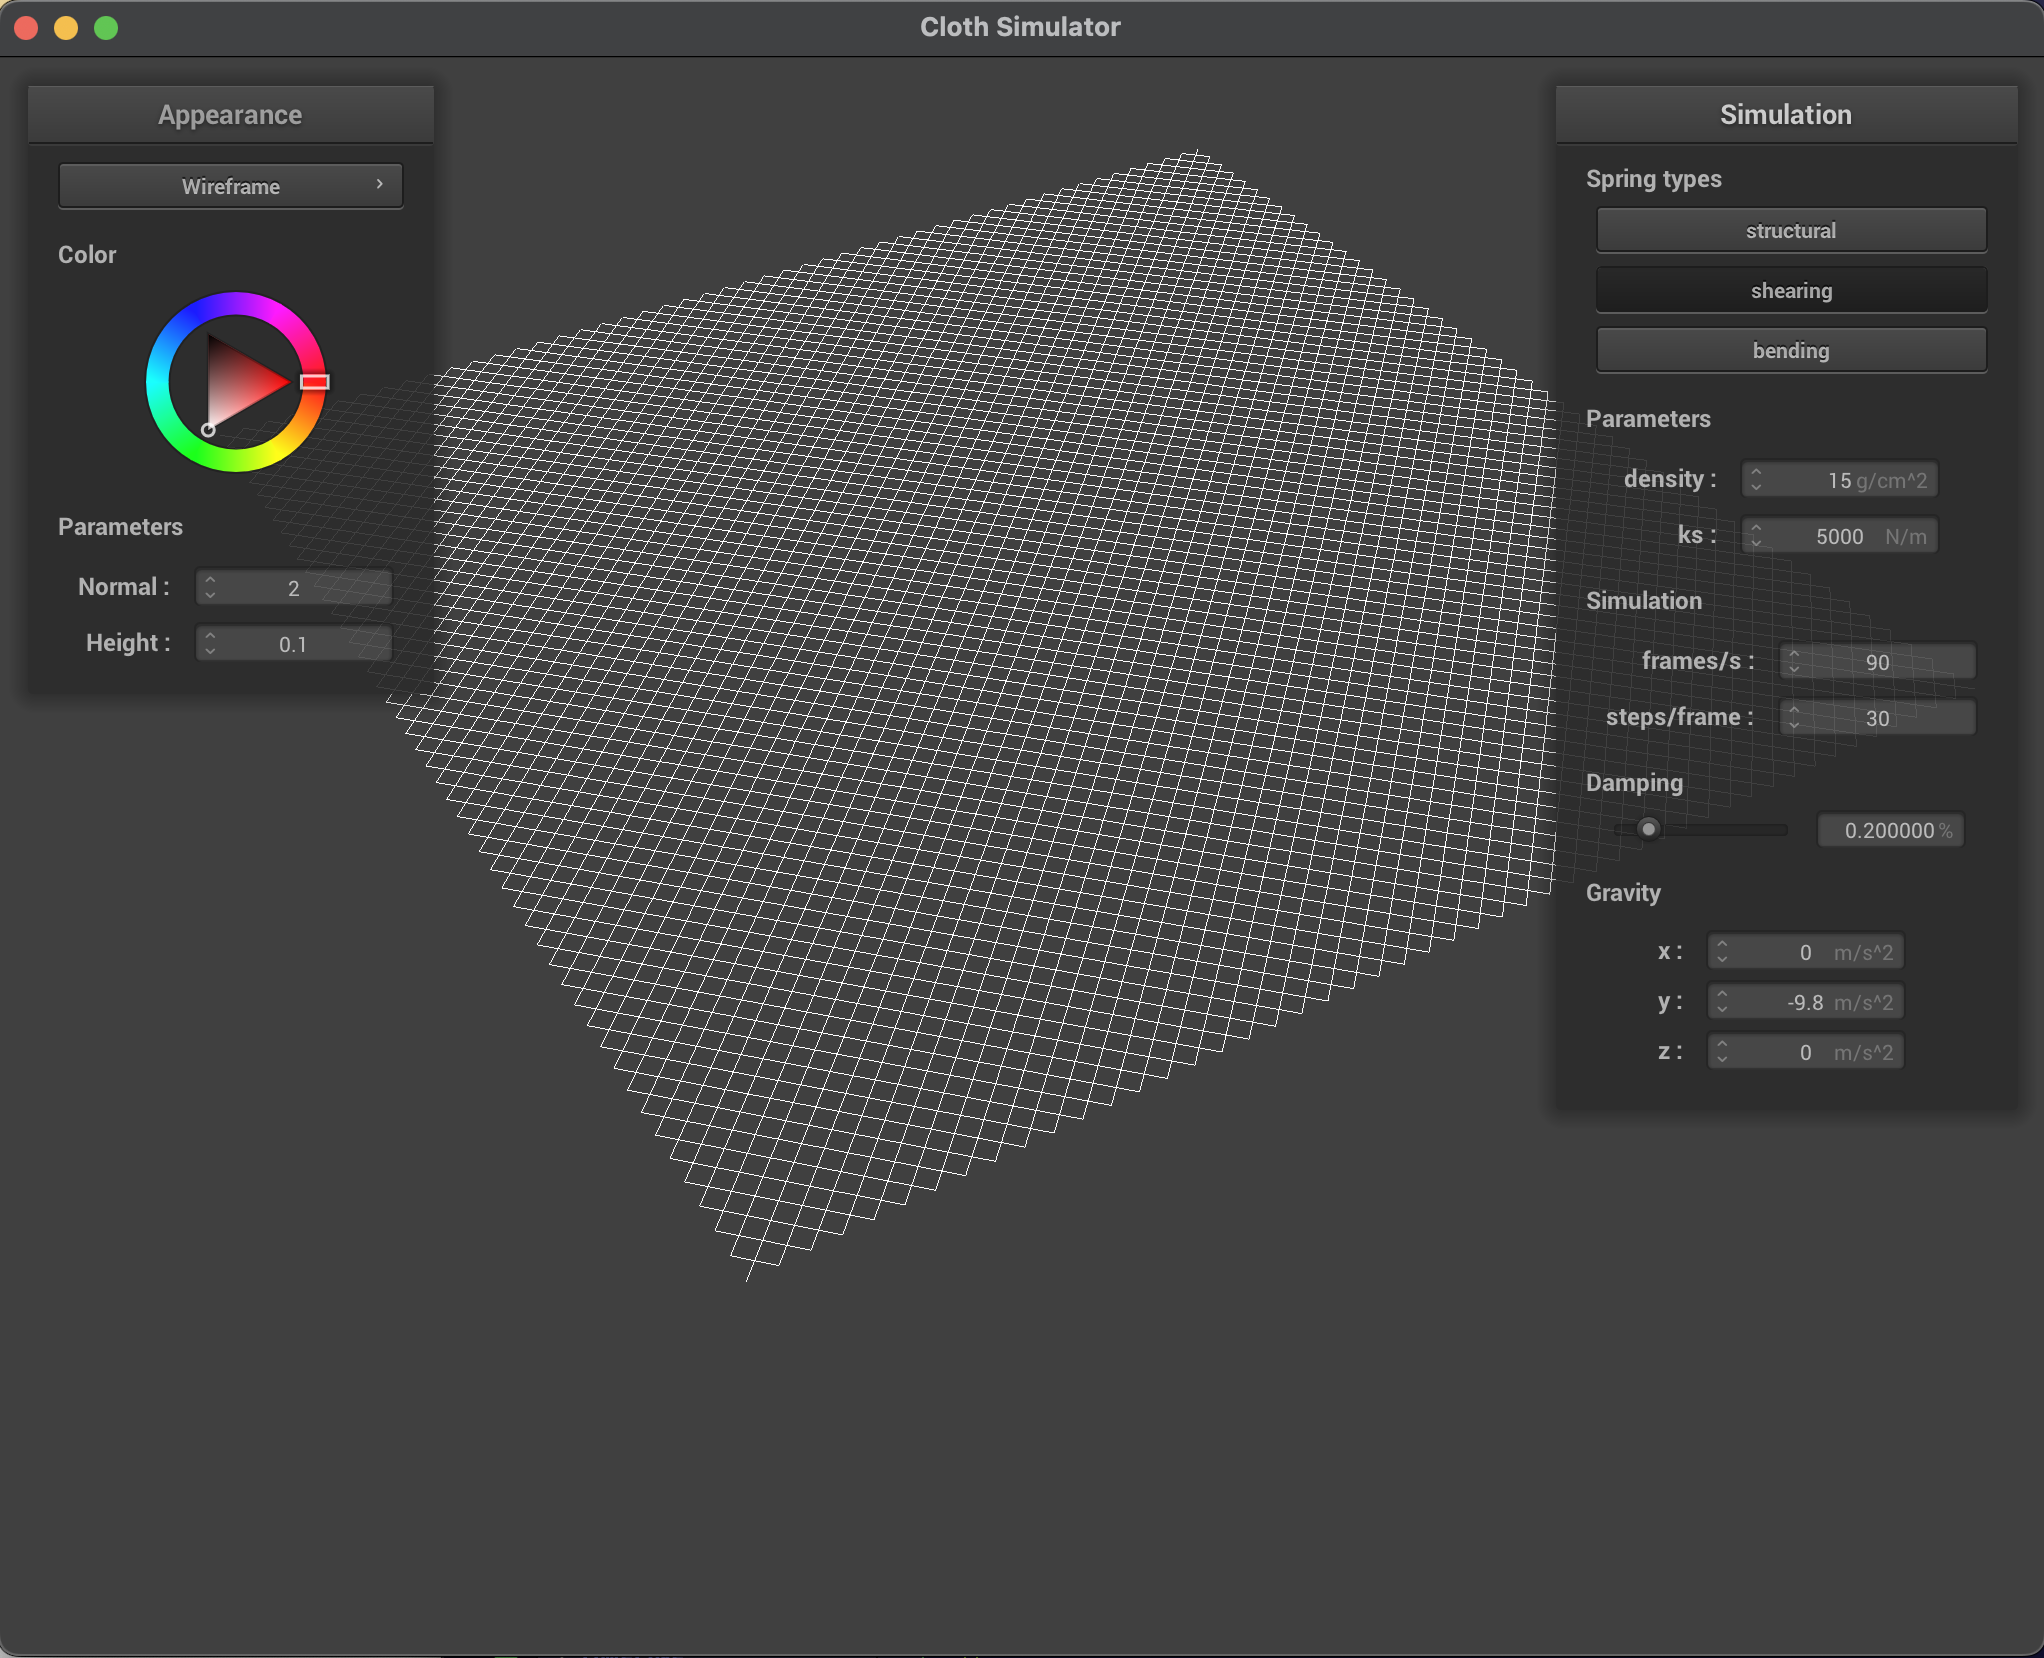 Cloth Simulator
Appearance
Wireframe
Color
Parameters
Normal : 2
Height : 0.1
Simulation
Spring types
structural
shearing
bending
Parameters
density : 15 g/cm^2
ks : 5000 N/m
Simulation
frames/s : 90
steps/frame : 30
Damping
0.200000 %
Gravity
x : 0 m/s^2
y : -9.8 m/s^2
z : 0 m/s^2